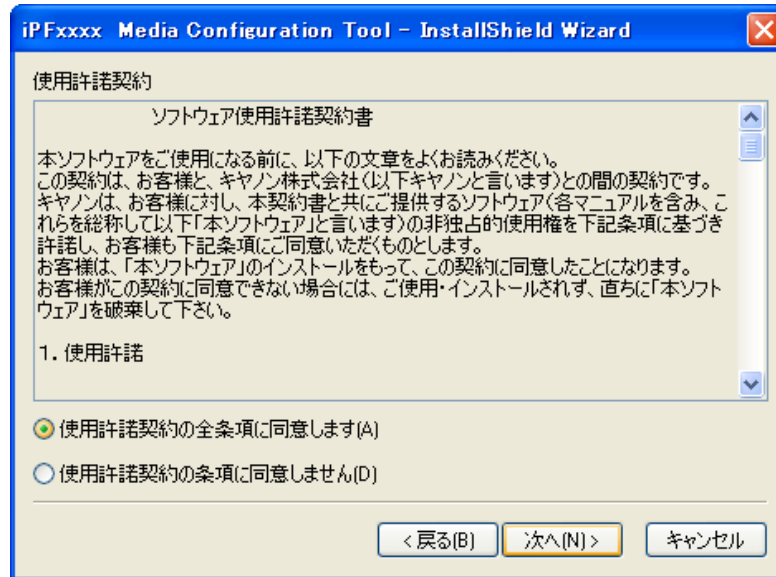 iPFxxxx Media Configuration Tool - InstallShield Wizard
使用許諾契約
ソフトウェア使用許諾契約書
本ソフトウェアをご使用になる前に、以下の文章をよくお読みください。
この契約は、お客様と、キヤノン株式会社(以下キヤノンと言います)との間の契約です。
キヤノンは、お客様に対し、本契約書と共にご提供するソフトウェア(各マニュアルを含み、こ
れらを総称して以下「本ソフトウェア」と言います)の非独占的使用権を下記条項に基づき
許諾し、お客様も下記条項にご同意いただくものとします。
お客様は、「本ソフトウェア」のインストールをもって、この契約に同意したことになります。
お客様がこの契約に同意できない場合には、ご使用・インストールされず、直ちに「本ソフト
ウェア」を破棄して下さい。
1．使用許諾
使用許諾契約の全条項に同意します(A)
使用許諾契約の条項に同意しません(D)
< 戻る(B)
次へ(N) >
キャンセル